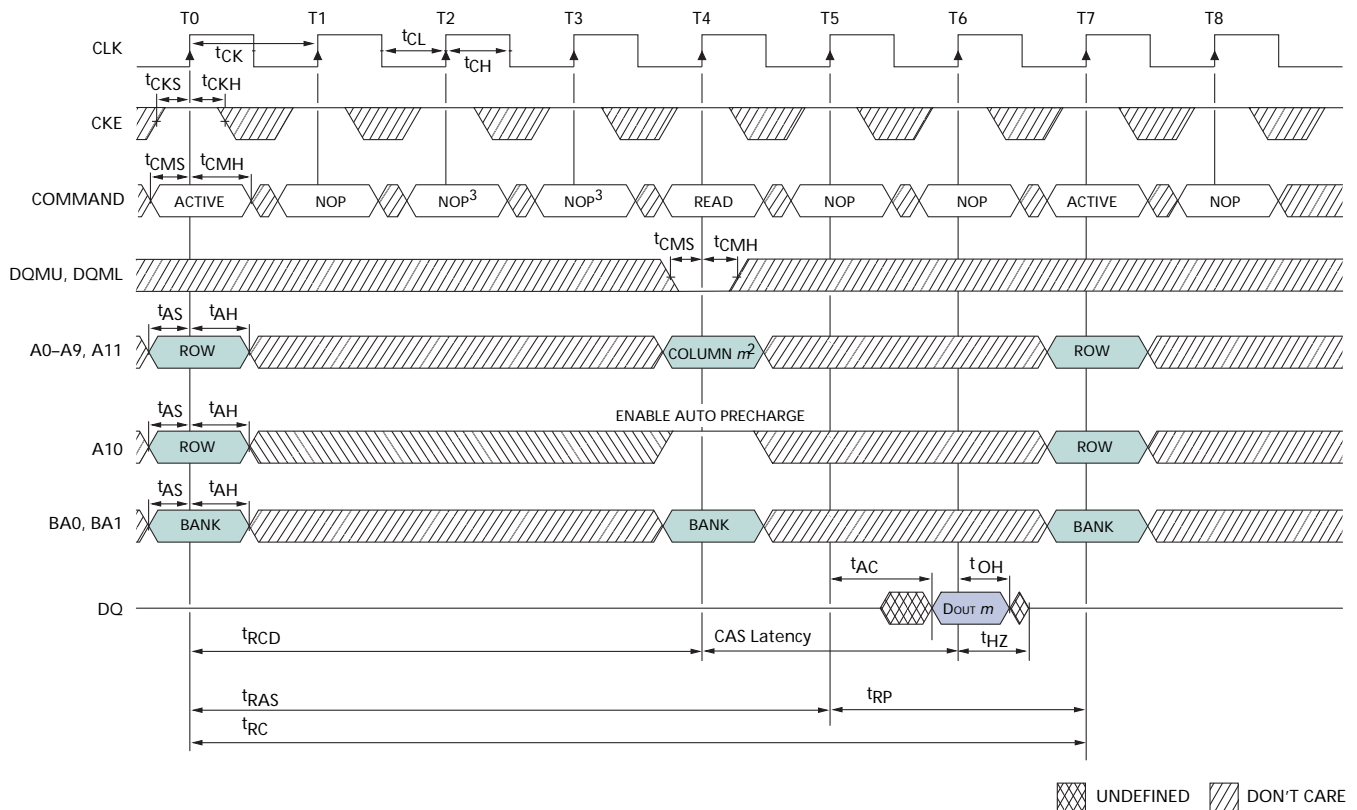 T0 T1 T2 T3 T4 T5 T6 T7 T8
CLK
tCK tCL tCH
tCKS tCKH
CKE
tCMS tCMH
COMMAND ACTIVE NOP NOP3 NOP3 READ NOP NOP ACTIVE NOP
tCMS tCMH
DQMU, DQML
tAS tAH
A0–A9, A11 ROW COLUMN m2 ROW
ENABLE AUTO PRECHARGE
tAS tAH
A10 ROW ROW
tAS tAH
BA0, BA1 BANK BANK BANK
tAC tOH
DQ DOUT m
tRCD CAS Latency tHZ
tRAS tRP
tRC
UNDEFINED DON'T CARE